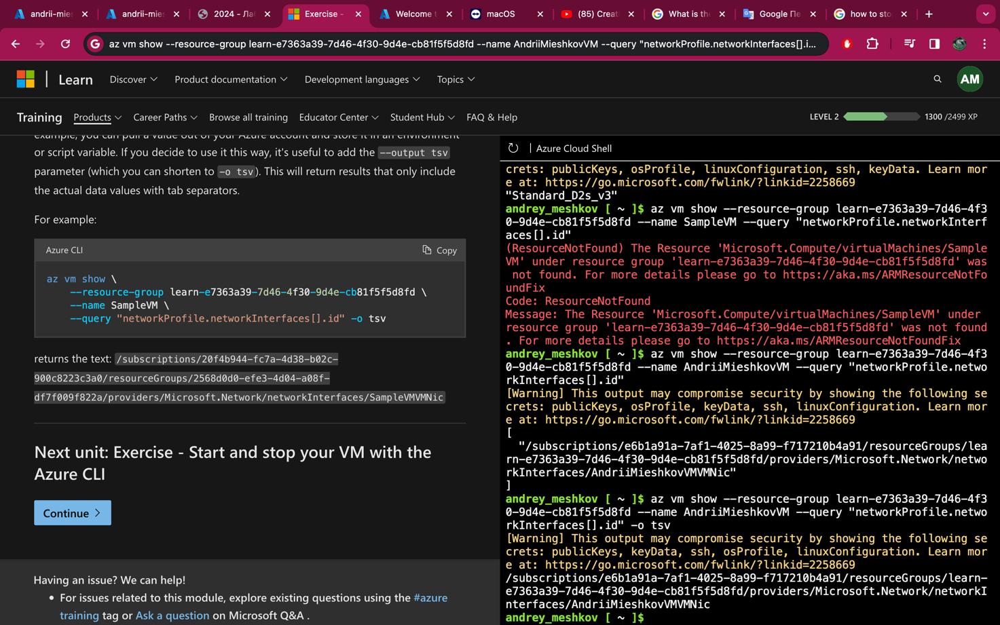 andrii-mies
andrii-mies
2024 - Ла
Exercise -
Welcome t
macOS
(85) Creat
What is the
Google Пе
how to sto
az vm show --resource-group learn-e7363a39-7d46-4f30-9d4e-cb81f5f5d8fd --name AndriiMieshkovVM --query "networkProfile.networkInterfaces[].i...
Learn
Discover
Product documentation
Development languages
Topics
AM
Training
Products
Career Paths
Browse all training
Educator Center
Student Hub
FAQ & Help
LEVEL 2
1300 /2499 XP
example, you can pull a value out of your Azure account and store it in an environment
or script variable. If you decide to use it this way, it's useful to add the --output tsv
parameter (which you can shorten to -o tsv). This will return results that only include
the actual data values with tab separators.
For example:
Azure CLI
Copy
az vm show \
--resource-group learn-e7363a39-7d46-4f30-9d4e-cb81f5f5d8fd \
--name SampleVM \
--query "networkProfile.networkInterfaces[].id" -o tsv
returns the text: /subscriptions/20f4b944-fc7a-4d38-b02c-
900c8223c3a0/resourceGroups/2568d0d0-efe3-4d04-a08f-
df7f009f822a/providers/Microsoft.Network/networkInterfaces/SampleVMVMNic
Next unit: Exercise - Start and stop your VM with the
Azure CLI
Continue
Having an issue? We can help!
• For issues related to this module, explore existing questions using the #azure
training tag or Ask a question on Microsoft Q&A .
Azure Cloud Shell
crets: publicKeys, osProfile, linuxConfiguration, ssh, keyData. Learn mor
e at: https://go.microsoft.com/fwlink/?linkid=2258669
"Standard_D2s_v3"
andrey_meshkov [ ~ ]$ az vm show --resource-group learn-e7363a39-7d46-4f3
0-9d4e-cb81f5f5d8fd --name SampleVM --query "networkProfile.networkInterf
aces[].id"
(ResourceNotFound) The Resource 'Microsoft.Compute/virtualMachines/Sample
VM' under resource group 'learn-e7363a39-7d46-4f30-9d4e-cb81f5f5d8fd' was
not found. For more details please go to https://aka.ms/ARMResourceNotFo
undFix
Code: ResourceNotFound
Message: The Resource 'Microsoft.Compute/virtualMachines/SampleVM' under
resource group 'learn-e7363a39-7d46-4f30-9d4e-cb81f5f5d8fd' was not found
. For more details please go to https://aka.ms/ARMResourceNotFoundFix
andrey_meshkov [ ~ ]$ az vm show --resource-group learn-e7363a39-7d46-4f3
0-9d4e-cb81f5f5d8fd --name AndriiMieshkovVM --query "networkProfile.netwo
rkInterfaces[].id"
[Warning] This output may compromise security by showing the following se
crets: publicKeys, osProfile, keyData, ssh, linuxConfiguration. Learn mor
e at: https://go.microsoft.com/fwlink/?linkid=2258669
[
"/subscriptions/e6b1a91a-7af1-4025-8a99-f717210b4a91/resourceGroups/lea
rn-e7363a39-7d46-4f30-9d4e-cb81f5f5d8fd/providers/Microsoft.Network/netwo
rkInterfaces/AndriiMieshkovVMVMNic"
]
andrey_meshkov [ ~ ]$ az vm show --resource-group learn-e7363a39-7d46-4f3
0-9d4e-cb81f5f5d8fd --name AndriiMieshkovVM --query "networkProfile.netwo
rkInterfaces[].id" -o tsv
[Warning] This output may compromise security by showing the following se
crets: publicKeys, keyData, ssh, osProfile, linuxConfiguration. Learn mor
e at: https://go.microsoft.com/fwlink/?linkid=2258669
/subscriptions/e6b1a91a-7af1-4025-8a99-f717210b4a91/resourceGroups/learn-
e7363a39-7d46-4f30-9d4e-cb81f5f5d8fd/providers/Microsoft.Network/networkI
nterfaces/AndriiMieshkovVMVMNic
andrey_meshkov [ ~ ]$